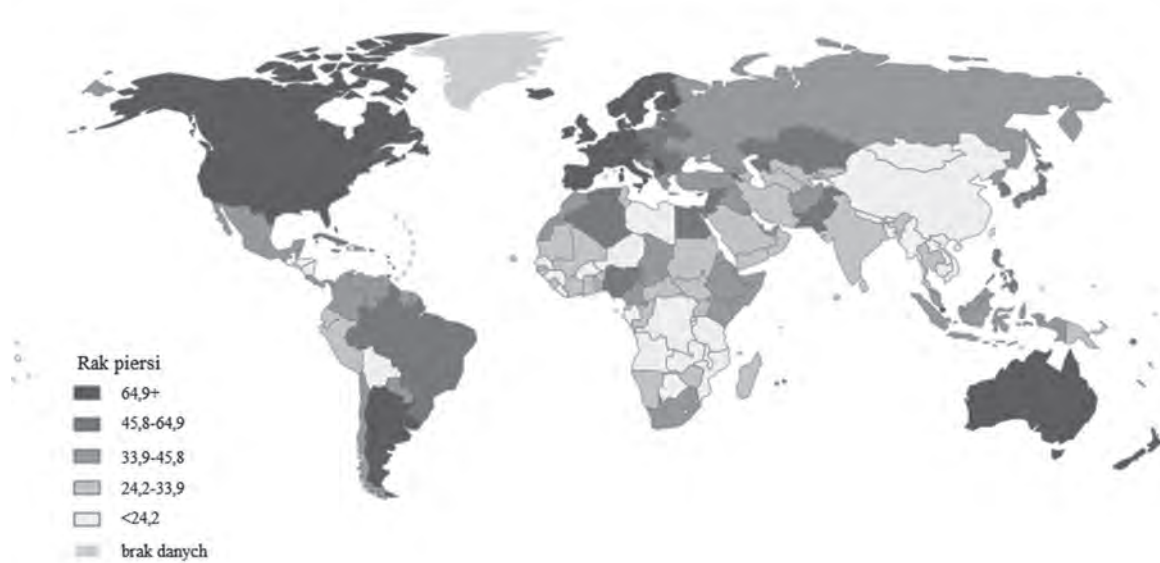 Rak piersi
64,9+
45,8-64,9
33,9-45,8
24,2-33,9
<24,2
brak danych